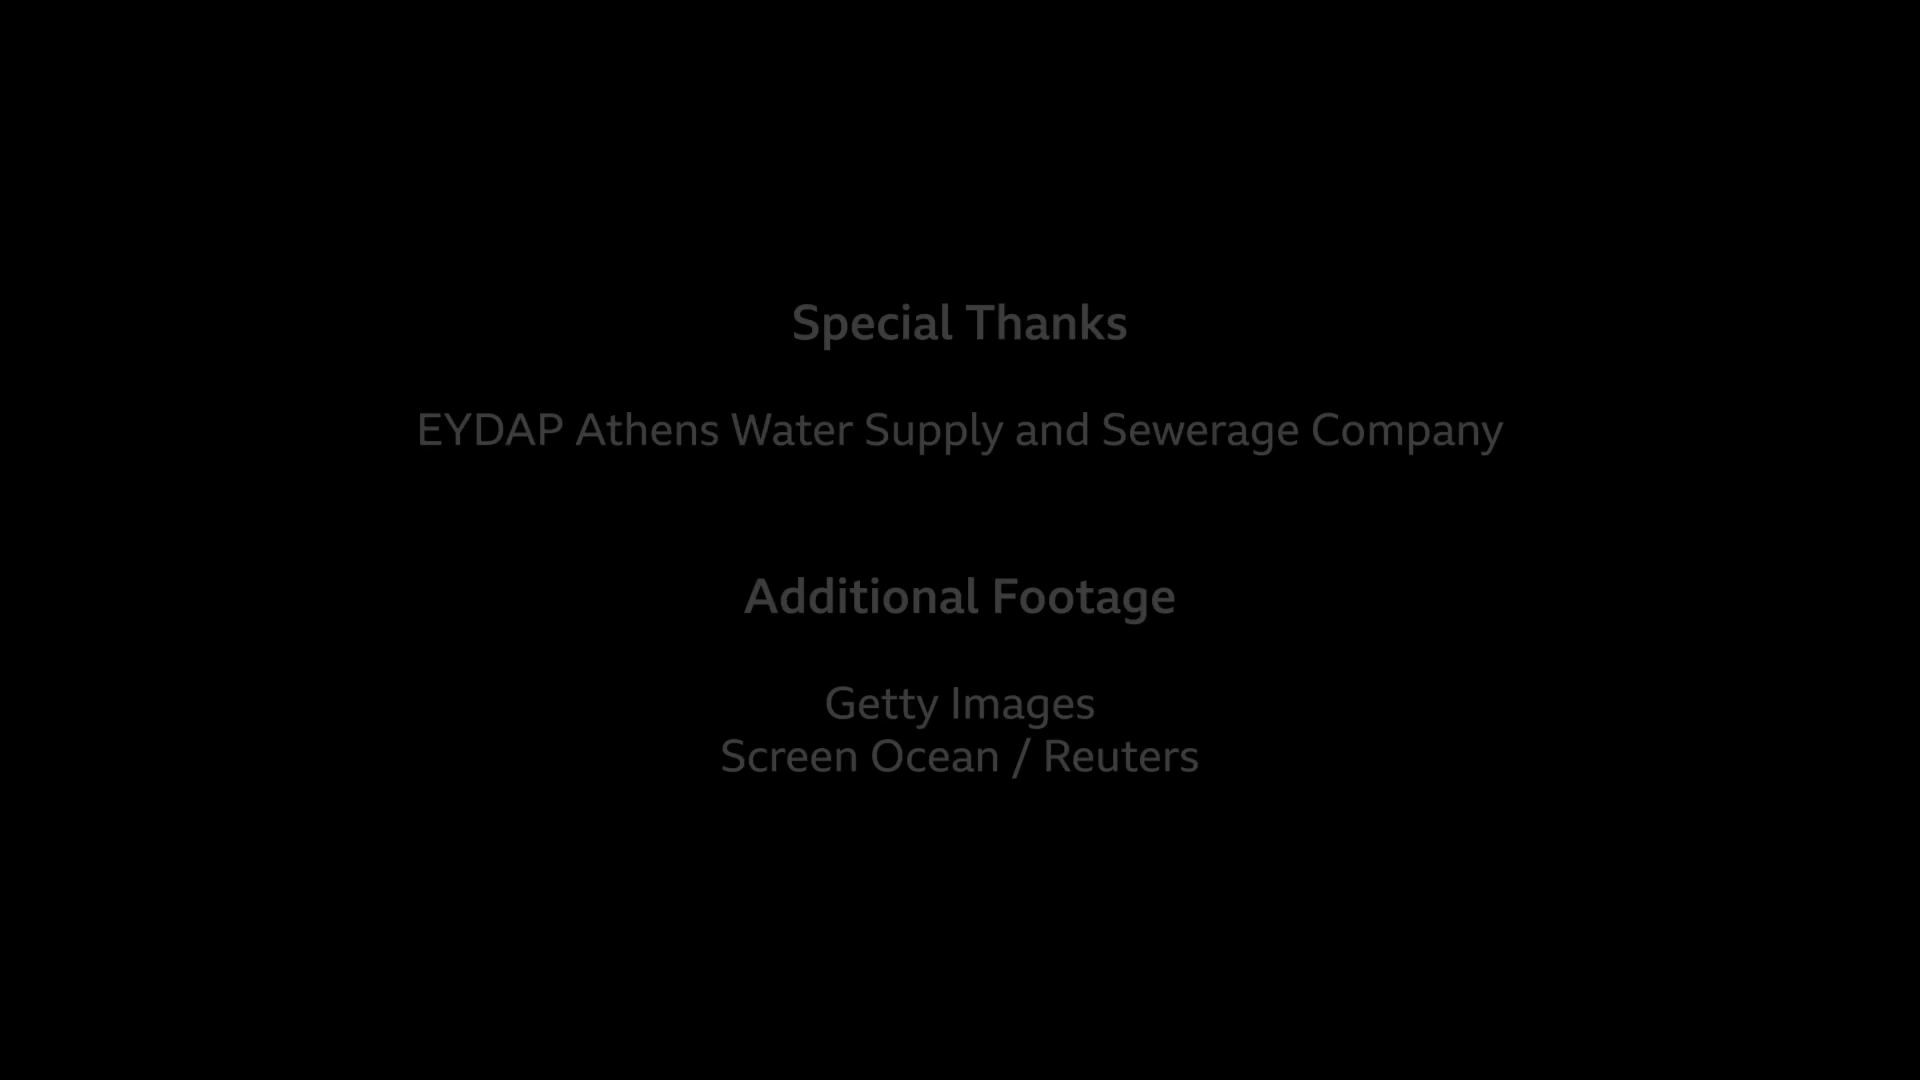 Special Thanks
EYDAP Athens Water Supply and Sewerage Company
Additional Footage
Getty Images
Screen Ocean / Reuters